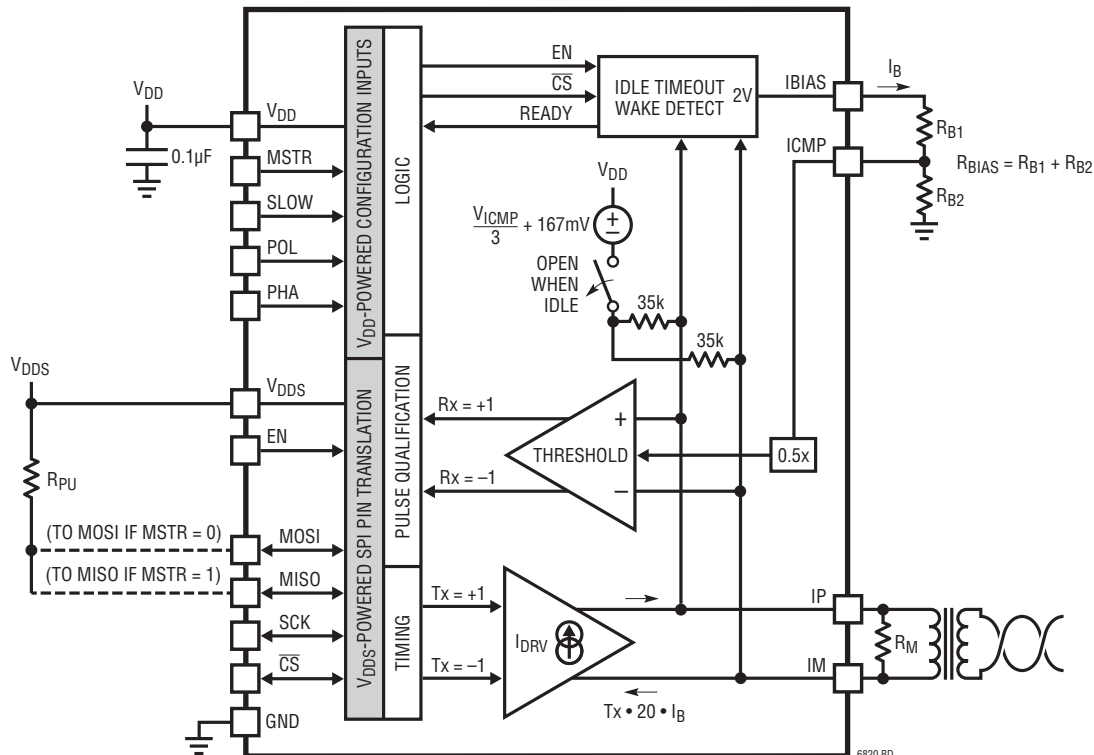 V_DD
0.1µF
V_DD
MSTR
SLOW
POL
PHA
V_DD-POWERED CONFIGURATION INPUTS
LOGIC
EN
C̅S̅
READY
IDLE TIMEOUT
WAKE DETECT
2V
IBIAS
I_B
ICMP
R_B1
R_B2
R_BIAS = R_B1 + R_B2
V_DD
V_ICMP/3 + 167mV
OPEN
WHEN
IDLE
35k
35k
V_DDS
R_PU
(TO MOSI IF MSTR = 0)
(TO MISO IF MSTR = 1)
V_DDS
EN
MOSI
MISO
SCK
C̅S̅
GND
V_DDS-POWERED SPI PIN TRANSLATION
PULSE QUALIFICATION
TIMING
Rx = +1
Rx = –1
+
THRESHOLD
–
0.5x
Tx = +1
Tx = –1
I_DRV
Tx • 20 • I_B
IP
IM
R_M
6820 BD